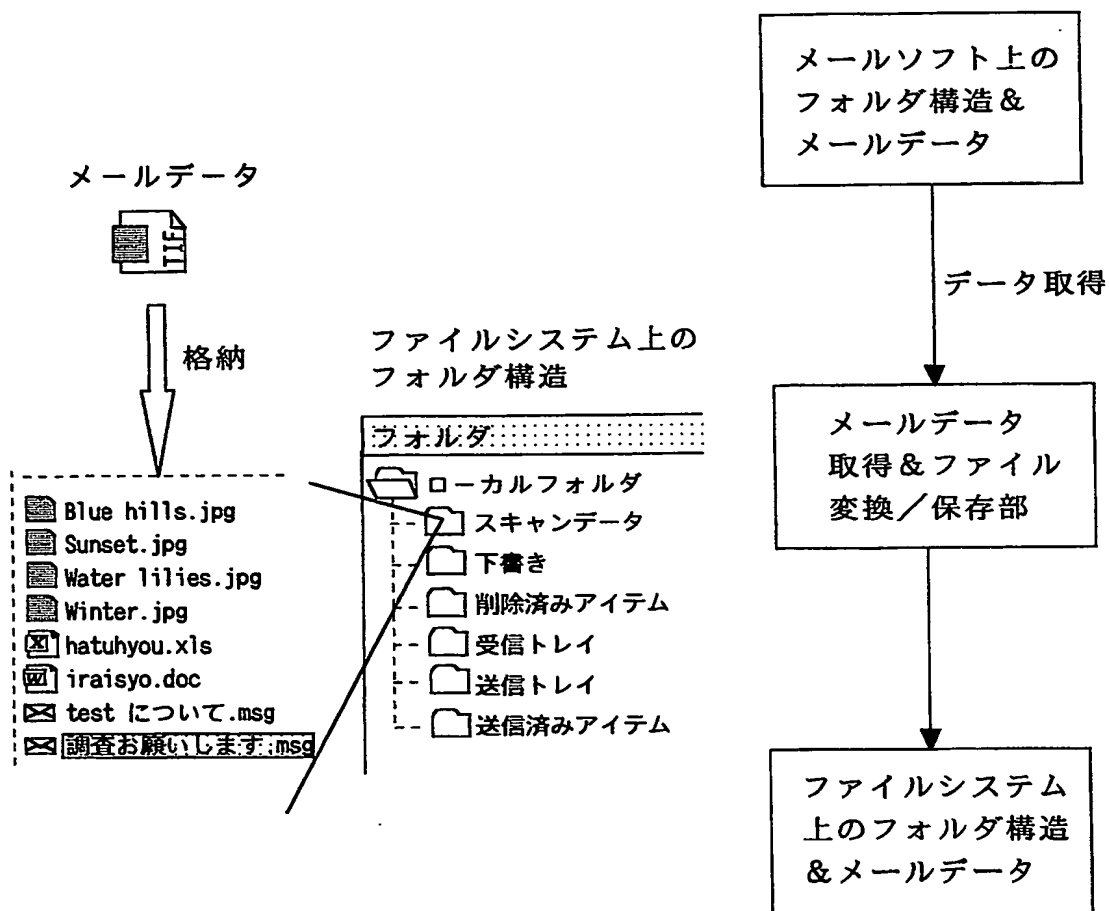 メールデータ
TIF
格納
Blue hills.jpg
Sunset.jpg
Water lilies.jpg
Winter.jpg
hatuhyou.xls
iraisyo.doc
test について.msg
調査お願いします.msg
ファイルシステム上の
フォルダ構造
フォルダ
ローカルフォルダ
スキャンデータ
下書き
削除済みアイテム
受信トレイ
送信トレイ
送信済みアイテム
メールソフト上の
フォルダ構造&
メールデータ
データ取得
メールデータ
取得&ファイル
変換/保存部
ファイルシステム
上のフォルダ構造
&メールデータ